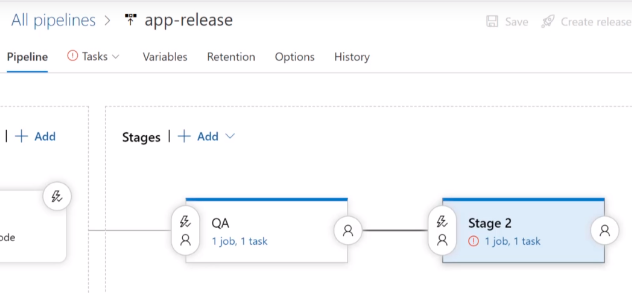 All pipelines > app-release
Save
Create release
Pipeline
Tasks
Variables
Retention
Options
History
+ Add
Stages | + Add
QA
1 job, 1 task
Stage 2
1 job, 1 task